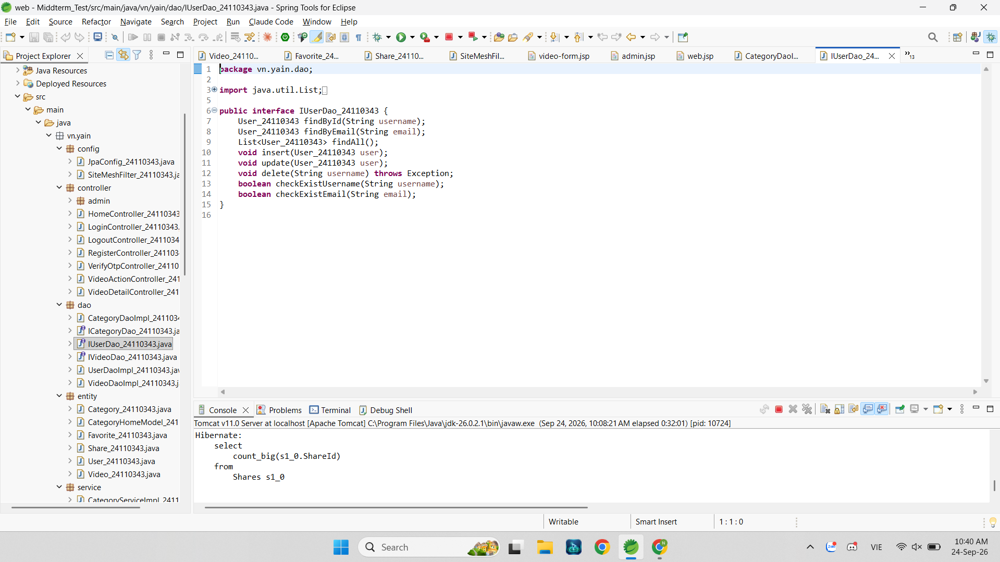 web - Middterm_Test/src/main/java/vn/yain/dao/IUserDao_24110343.java - Spring Tools for Eclipse
File Edit Source Refactor Navigate Search Project Run Claude Code Window Help
Project Explorer
Java Resources
Deployed Resources
src
main
java
vn.yain
config
JpaConfig_24110343.java
SiteMeshFilter_24110343.ja
controller
admin
HomeController_24110343
LoginController_24110343.
LogoutController_2411034
RegisterController_241103
VerifyOtpController_24110
VideoActionController_241
VideoDetailController_241
dao
CategoryDaoImpl_2411034
ICategoryDao_24110343.ja
IUserDao_24110343.java
IVideoDao_24110343.java
UserDaoImpl_24110343.jav
VideoDaoImpl_24110343.j
entity
Category_24110343.java
CategoryHomeModel_241
Favorite_24110343.java
Share_24110343.java
User_24110343.java
Video_24110343.java
service
CategoryServiceImpl_2411
Video_24110... Favorite_24... Share_24110... SiteMeshFil... video-form.jsp admin.jsp web.jsp CategoryDaoI... IUserDao_24... »13
1 package vn.yain.dao;
2
3 import java.util.List;
5
6 public interface IUserDao_24110343 {
7 User_24110343 findById(String username);
8 User_24110343 findByEmail(String email);
9 List<User_24110343> findAll();
10 void insert(User_24110343 user);
11 void update(User_24110343 user);
12 void delete(String username) throws Exception;
13 boolean checkExistUsername(String username);
14 boolean checkExistEmail(String email);
15 }
16
Console Problems Terminal Debug Shell
Tomcat v11.0 Server at localhost [Apache Tomcat] C:\Program Files\Java\jdk-26.0.2.1\bin\javaw.exe (Sep 24, 2026, 10:08:21 AM elapsed 0:32:01) [pid: 10724]
Hibernate:
select
count_big(s1_0.ShareId)
from
Shares s1_0
Writable Smart Insert 1 : 1 : 0
Search
Zalo
N
VIE
10:40 AM
24-Sep-26